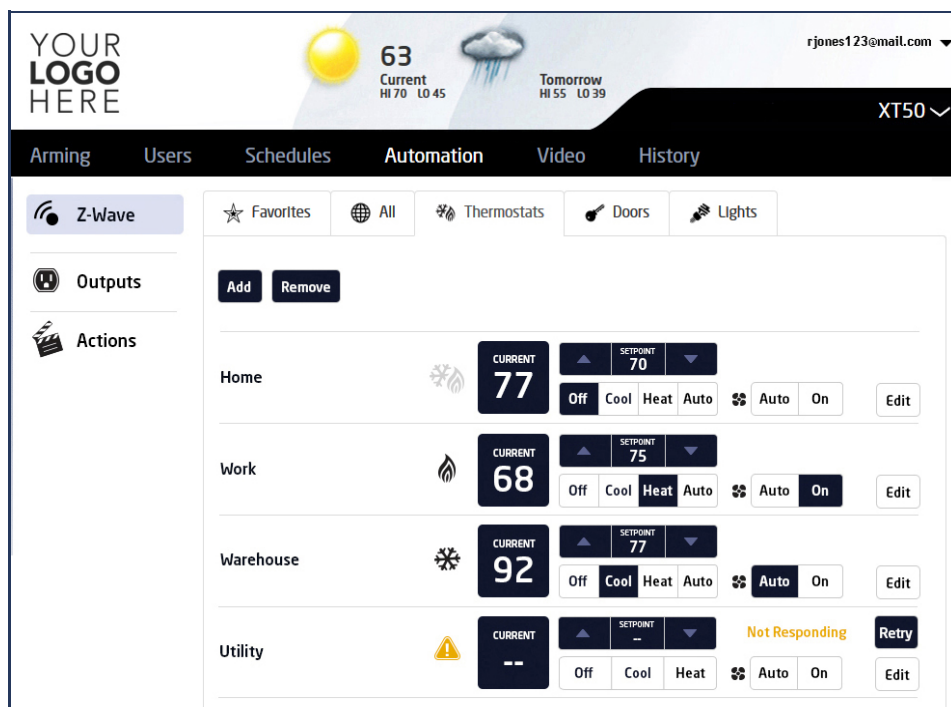 YOUR
LOGO
HERE
63
Current
HI 70 LO 45
Tomorrow
HI 55 LO 39
rjones123@mail.com
XT50
Arming Users Schedules Automation Video History
Z-Wave
Outputs
Actions
Favorites All Thermostats Doors Lights
Add Remove
Home
CURRENT
77
SETPOINT
70
Off Cool Heat Auto Auto On Edit
Work
CURRENT
68
SETPOINT
75
Off Cool Heat Auto Auto On Edit
Warehouse
CURRENT
92
SETPOINT
77
Off Cool Heat Auto Auto On Edit
Utility
CURRENT
--
SETPOINT
--
Not Responding Retry
Off Cool Heat Auto On Edit